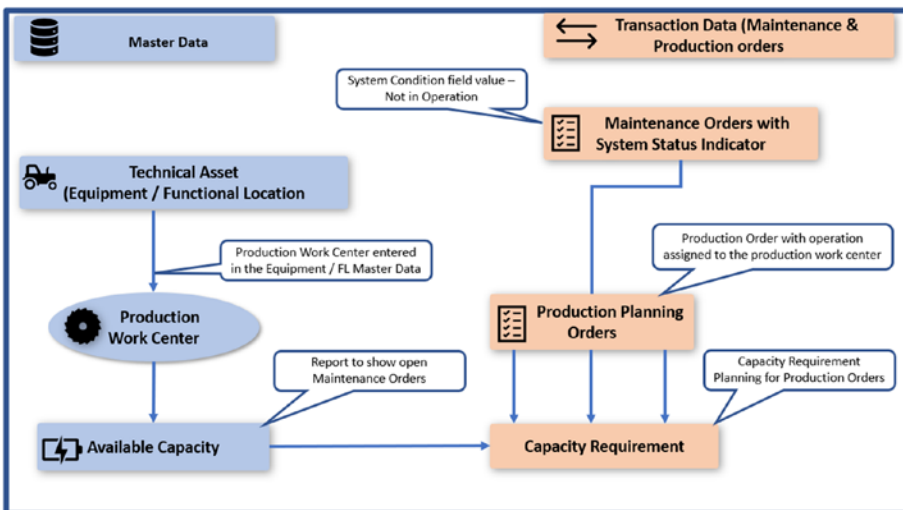 Master Data
Transaction Data (Maintenance &
Production orders
System Condition field value –
Not in Operation
Maintenance Orders with
System Status Indicator
Technical Asset
(Equipment / Functional Location
Production Work Center entered
in the Equipment / FL Master Data
Production Order with operation
assigned to the production work center
Production
Work Center
Production Planning
Orders
Report to show open
Maintenance Orders
Capacity Requirement
Planning for Production Orders
Available Capacity
Capacity Requirement